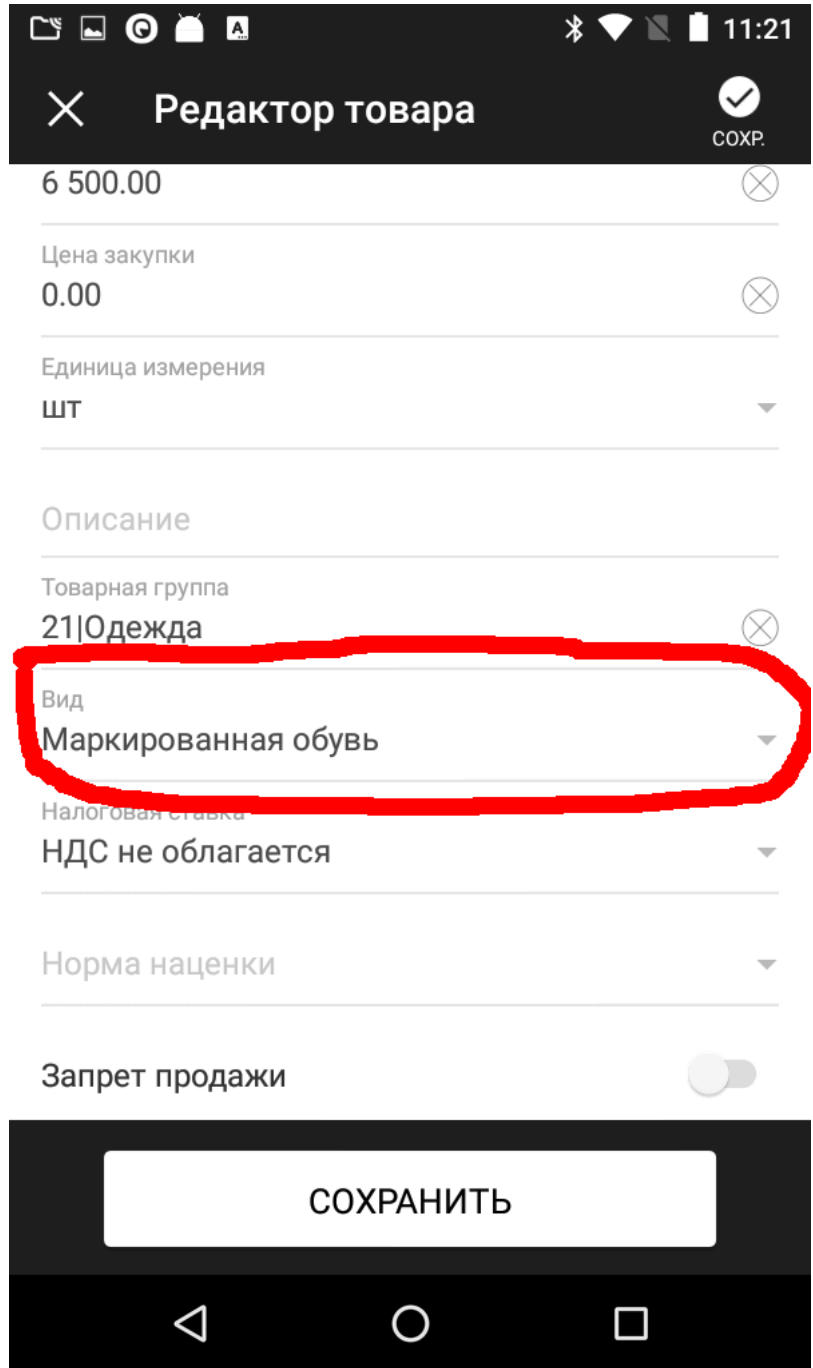 11:21
Редактор товара
СОХР.
6 500.00
Цена закупки
0.00
Единица измерения
шт
Описание
Товарная группа
21|Одежда
Вид
Маркированная обувь
Налоговая ставка
НДС не облагается
Норма наценки
Запрет продажи
СОХРАНИТЬ